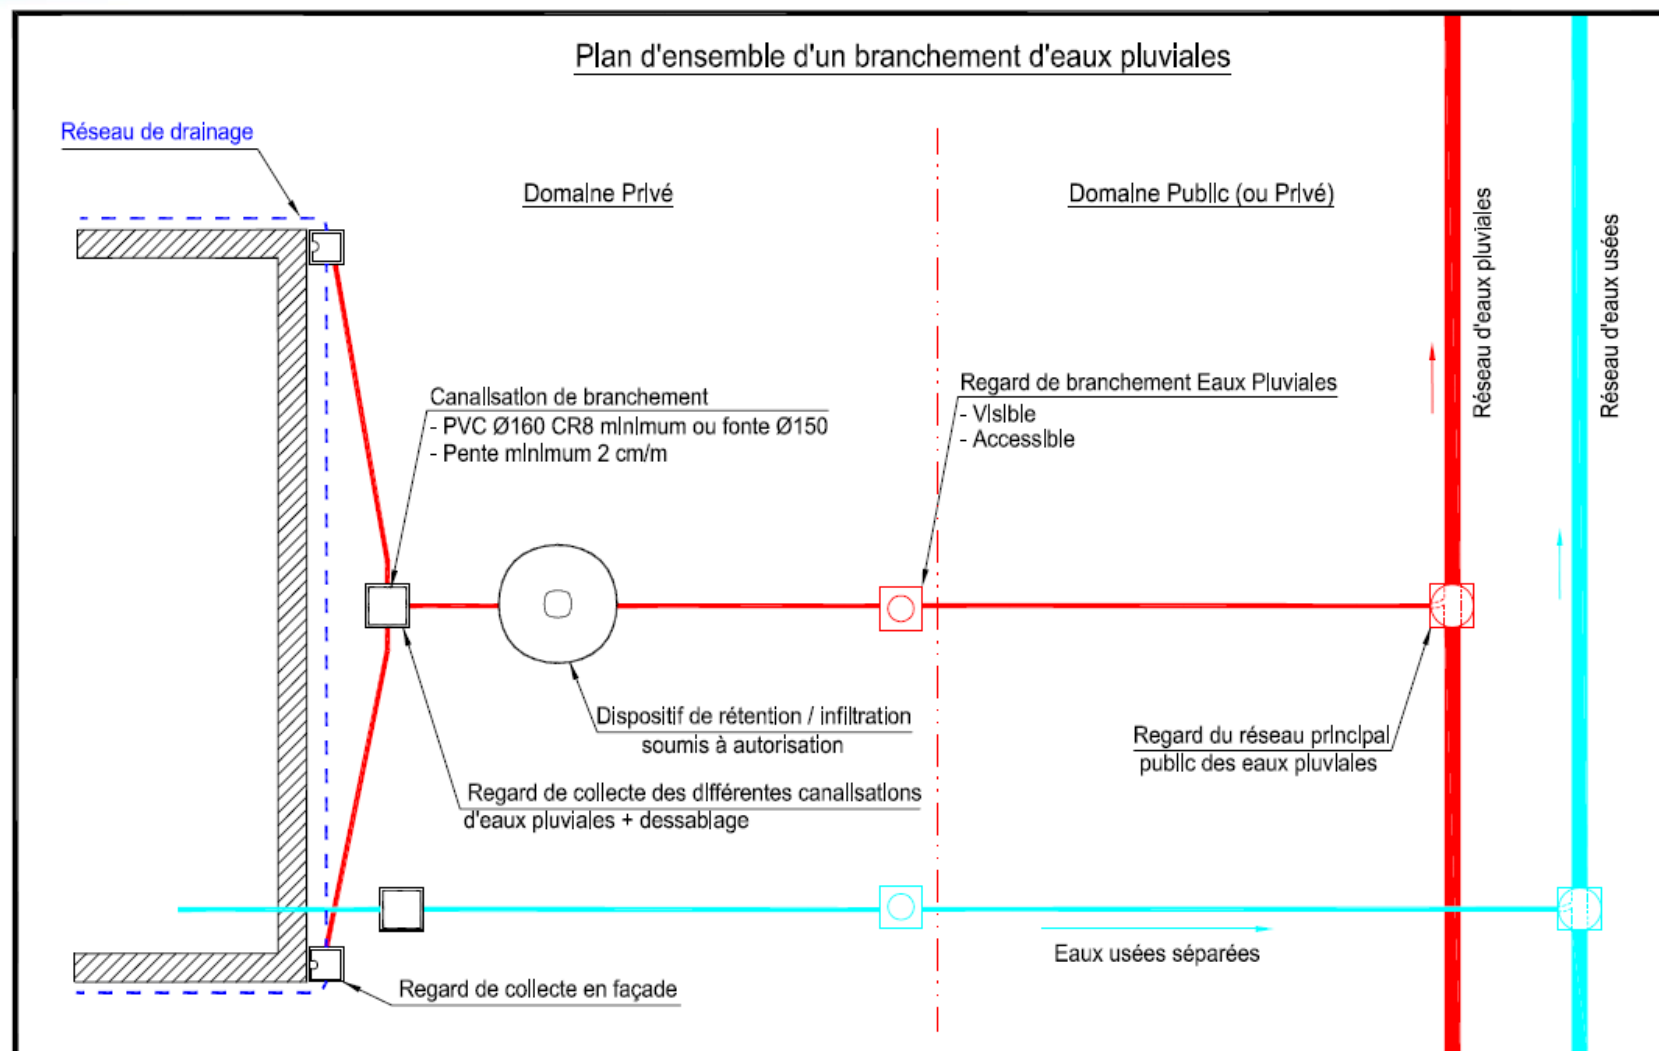 Plan d'ensemble d'un branchement d'eaux pluviales
Réseau de drainage
Domaine Privé
Domaine Public (ou Privé)
Réseau d'eaux pluviales
Réseau d'eaux usées
Canalisation de branchement
- PVC Ø160 CR8 minimum ou fonte Ø150
- Pente minimum 2 cm/m
Regard de branchement Eaux Pluviales
- Visible
- Accessible
Dispositif de rétention / infiltration
soumis à autorisation
Regard du réseau principal
public des eaux pluviales
Regard de collecte des différentes canalisations
d'eaux pluviales + dessablage
Eaux usées séparées
Regard de collecte en façade